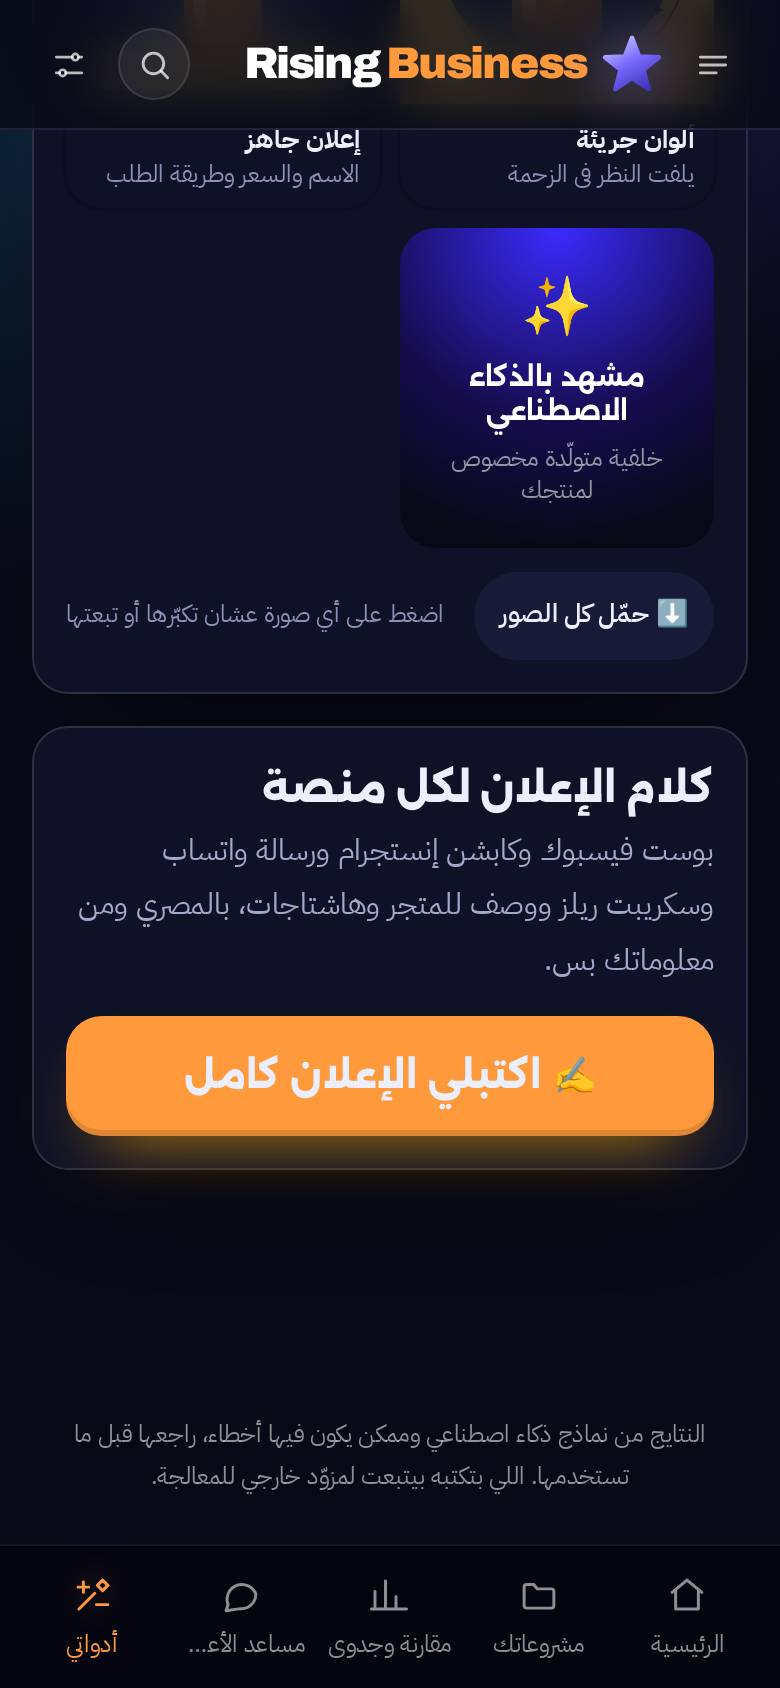 Rising Business
ألوان جريئة
يلفت النظر في الزحمة
إعلان جاهز
الاسم والسعر وطريقة الطلب
مشهد بالذكاء
الاصطناعي
خلفية متولّدة مخصوص
لمنتجك
⬇️ حمّل كل الصور
اضغط على أي صورة عشان تكبّرها أو تبعتها
كلام الإعلان لكل منصة
بوست فيسبوك وكابشن إنستجرام ورسالة واتساب
وسكريبت ريلز ووصف للمتجر وهاشتاجات، بالمصري ومن
معلوماتك بس.
✍️ اكتبلي الإعلان كامل
النتايج من نماذج ذكاء اصطناعي وممكن يكون فيها أخطاء، راجعها قبل ما
تستخدمها. اللي بتكتبه بيتبعت لمزوّد خارجي للمعالجة.
الرئيسية
مشروعاتك
مقارنة وجدوى
مساعد الأع...
أدواتي